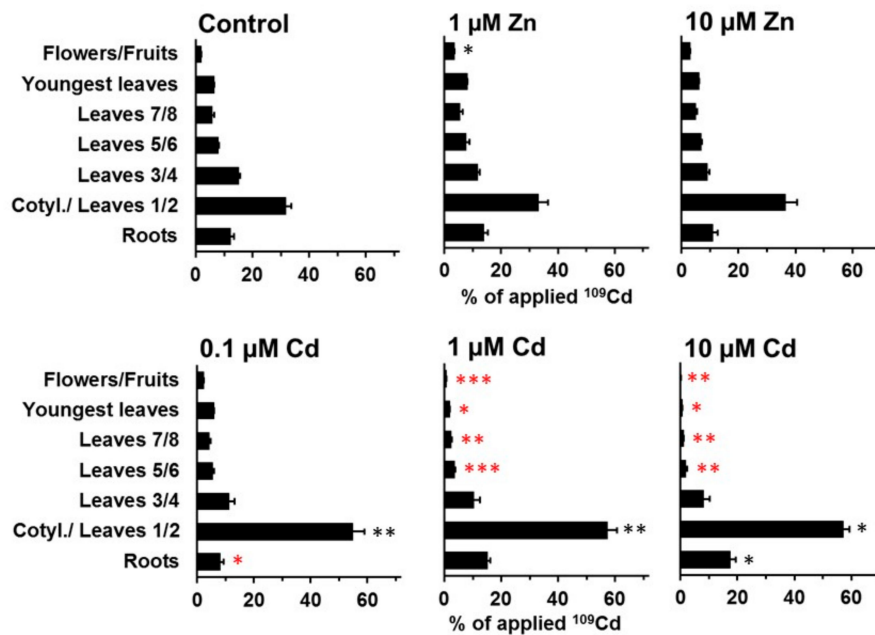 Control
1 µM Zn
10 µM Zn
Flowers/Fruits
*
Youngest leaves
Leaves 7/8
Leaves 5/6
Leaves 3/4
Cotyl./ Leaves 1/2
Roots
0 20 40 60
0 20 40 60
0 20 40 60
% of applied ¹⁰⁹Cd
0.1 µM Cd
1 µM Cd
10 µM Cd
Flowers/Fruits
*** **
Youngest leaves
* *
Leaves 7/8
** **
Leaves 5/6
*** **
Leaves 3/4
Cotyl./ Leaves 1/2
** ** *
Roots
* *
0 20 40 60
0 20 40 60
0 20 40 60
% of applied ¹⁰⁹Cd